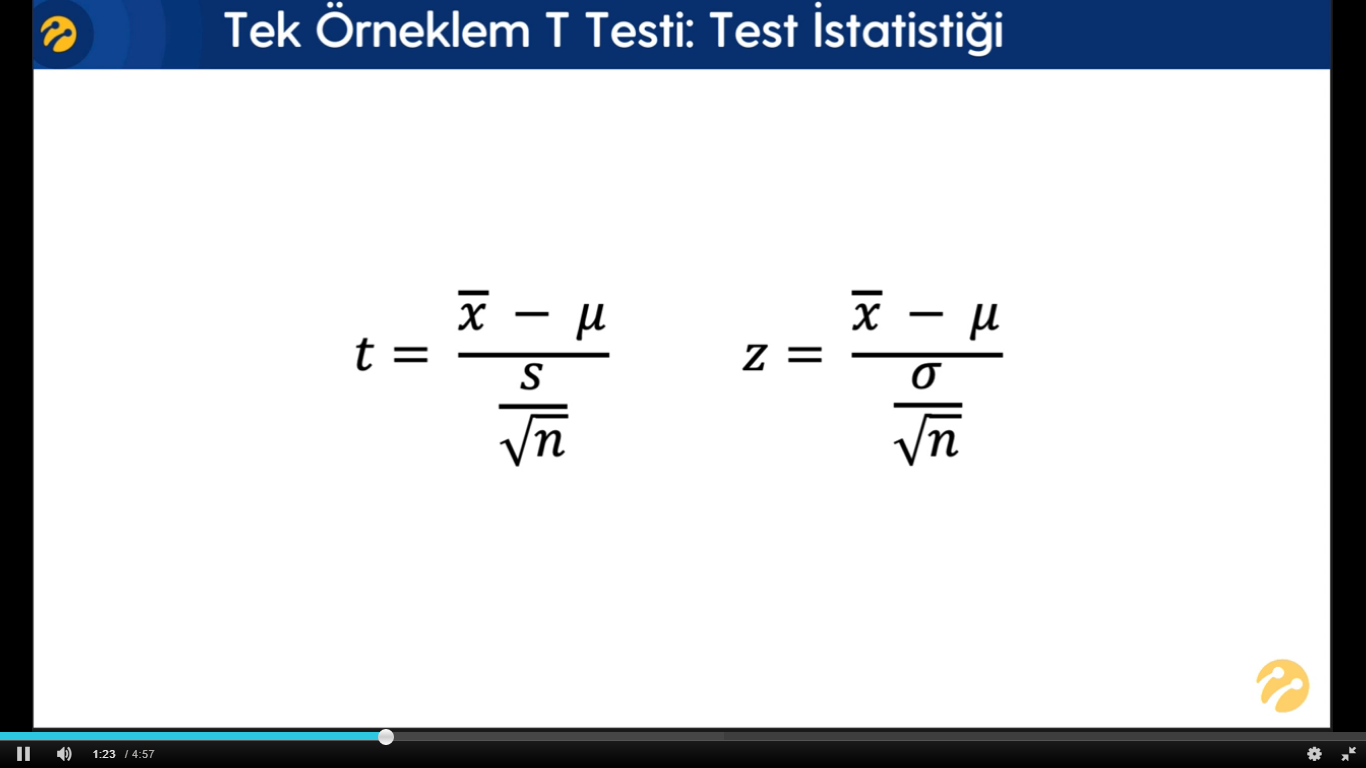 Tek Örneklem T Testi: Test İstatistiği
t = (x̅ − μ) / (s / √n)
z = (x̅ − μ) / (σ / √n)
1:23 / 4:57